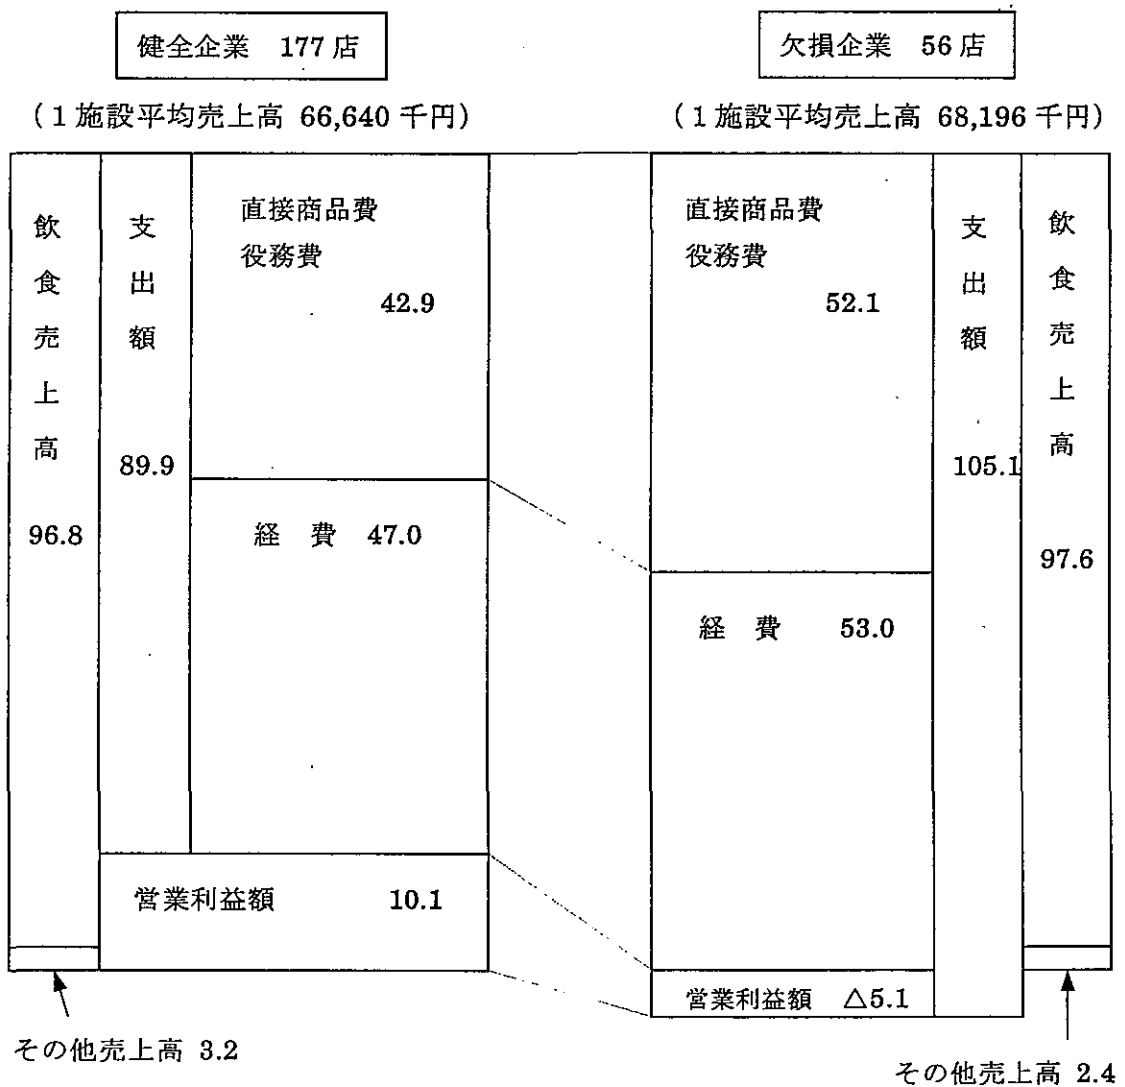 健全企業　177店
（1施設平均売上高 66,640 千円）
飲食売上高
96.8
支出額
89.9
直接商品費
役務費
42.9
経　費　47.0
営業利益額　10.1
その他売上高 3.2
欠損企業　56店
（1施設平均売上高 68,196 千円）
直接商品費
役務費
52.1
経　費　53.0
営業利益額　△5.1
支出額
105.1
飲食売上高
97.6
その他売上高 2.4